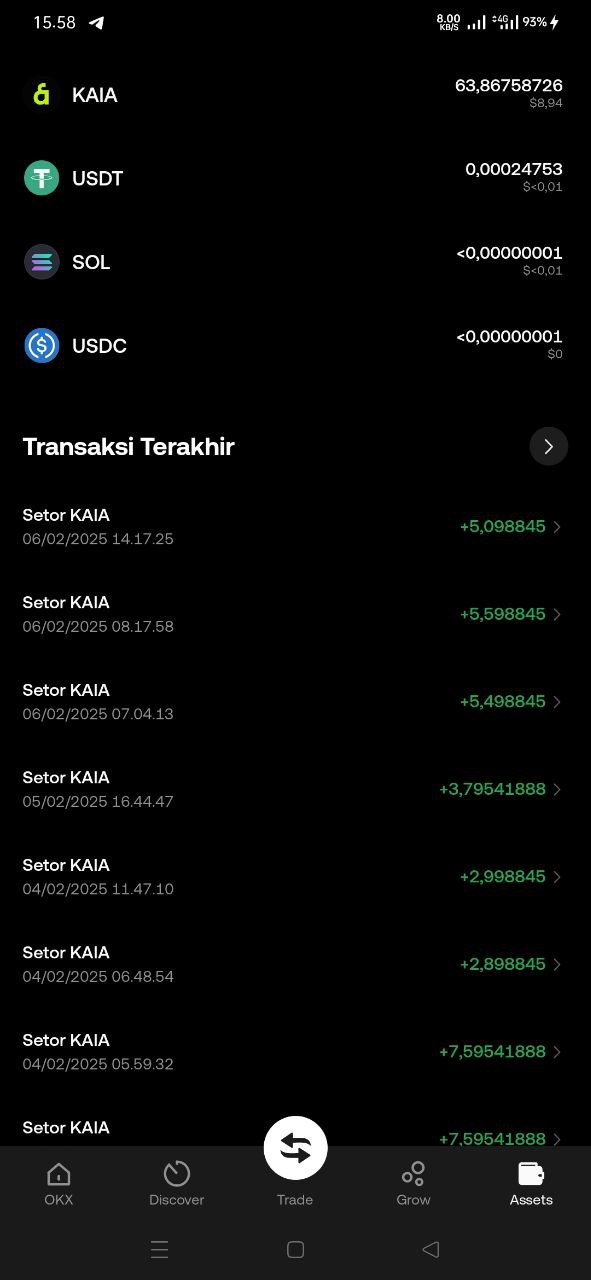 15.58
8.00 KB/S
4G
93%
KAIA
63,86758726
$8,94
USDT
0,00024753
$<0,01
SOL
<0,00000001
$<0,01
USDC
<0,00000001
$0
Transaksi Terakhir
Setor KAIA
+5,098845
06/02/2025 14.17.25
Setor KAIA
+5,598845
06/02/2025 08.17.58
Setor KAIA
+5,498845
06/02/2025 07.04.13
Setor KAIA
+3,79541888
05/02/2025 16.44.47
Setor KAIA
+2,998845
04/02/2025 11.47.10
Setor KAIA
+2,898845
04/02/2025 06.48.54
Setor KAIA
+7,59541888
04/02/2025 05.59.32
Setor KAIA
+7,59541888
OKX
Discover
Trade
Grow
Assets